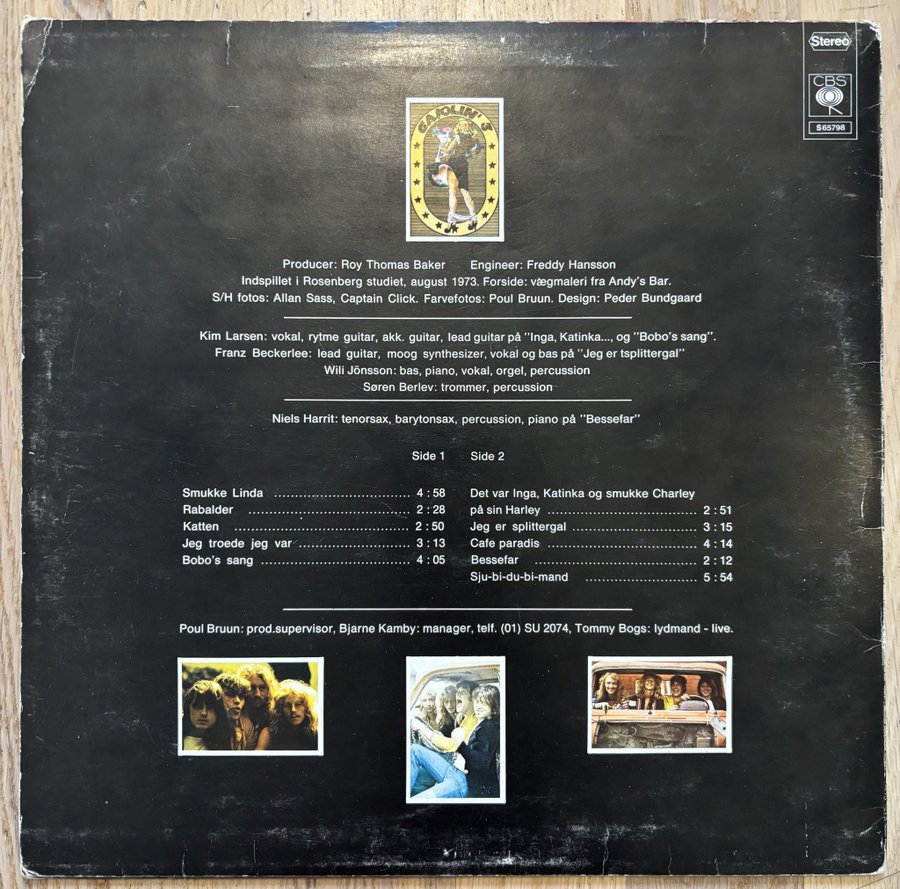 Stereo
CBS
S 65798
GASOLIN' 3
Producer: Roy Thomas Baker Engineer: Freddy Hansson
Indspillet i Rosenberg studiet, august 1973. Forside: vægmaleri fra Andy's Bar.
S/H fotos: Allan Sass, Captain Click. Farvefotos: Poul Bruun. Design: Peder Bundgaard
Kim Larsen: vokal, rytme guitar, akk. guitar, lead guitar på "Inga, Katinka..., og "Bobo's sang".
Franz Beckerlee: lead guitar, moog synthesizer, vokal og bas på "Jeg er tsplittergal"
Wili Jönsson: bas, piano, vokal, orgel, percussion
Søren Berlev: trommer, percussion
Niels Harrit: tenorsax, barytonsax, percussion, piano på "Bessefar"
Side 1
Smukke Linda ................................. 4 : 58
Rabalder ....................................... 2 : 28
Katten ........................................... 2 : 50
Jeg troede jeg var ........................... 3 : 13
Bobo's sang .................................... 4 : 05
Side 2
Det var Inga, Katinka og smukke Charley
på sin Harley ..................................... 2 : 51
Jeg er splittergal .............................. 3 : 15
Cafe paradis ..................................... 4 : 14
Bessefar .......................................... 2 : 12
Sju-bi-du-bi-mand ........................... 5 : 54
Poul Bruun: prod.supervisor, Bjarne Kamby: manager, telf. (01) SU 2074, Tommy Bogs: lydmand - live.